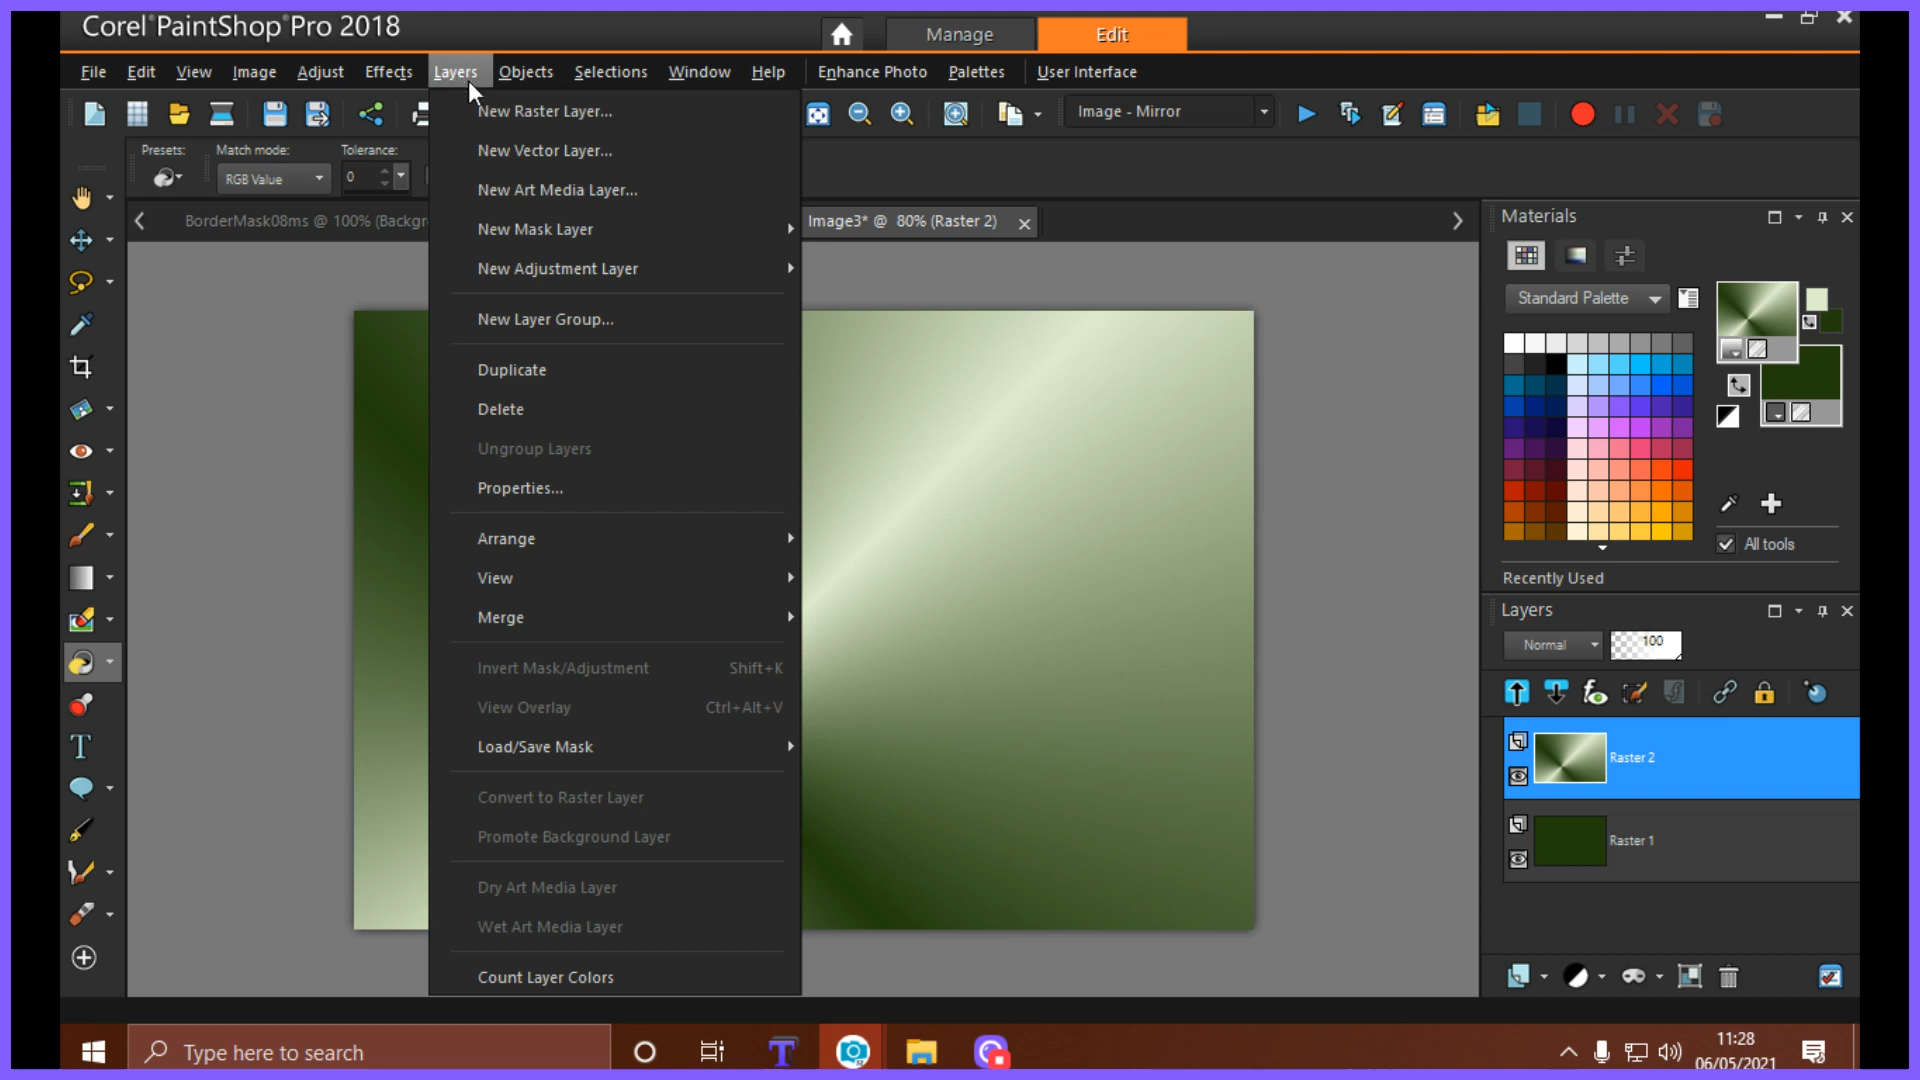 Corel PaintShop Pro 2018
Manage
Edit
File Edit View Image Adjust Effects Layers Objects Selections Window Help Enhance Photo Palettes User Interface
Image - Mirror
Presets: Match mode: Tolerance:
RGB Value 0
BorderMask08ms @ 100% (Backgr
Image3* @ 80% (Raster 2)
New Raster Layer...
New Vector Layer...
New Art Media Layer...
New Mask Layer
New Adjustment Layer
New Layer Group...
Duplicate
Delete
Ungroup Layers
Properties...
Arrange
View
Merge
Invert Mask/Adjustment Shift+K
View Overlay Ctrl+Alt+V
Load/Save Mask
Convert to Raster Layer
Promote Background Layer
Dry Art Media Layer
Wet Art Media Layer
Count Layer Colors
Materials
Standard Palette
All tools
Recently Used
Layers
Normal 100
Raster 2
Raster 1
Type here to search
11:28
06/05/2021